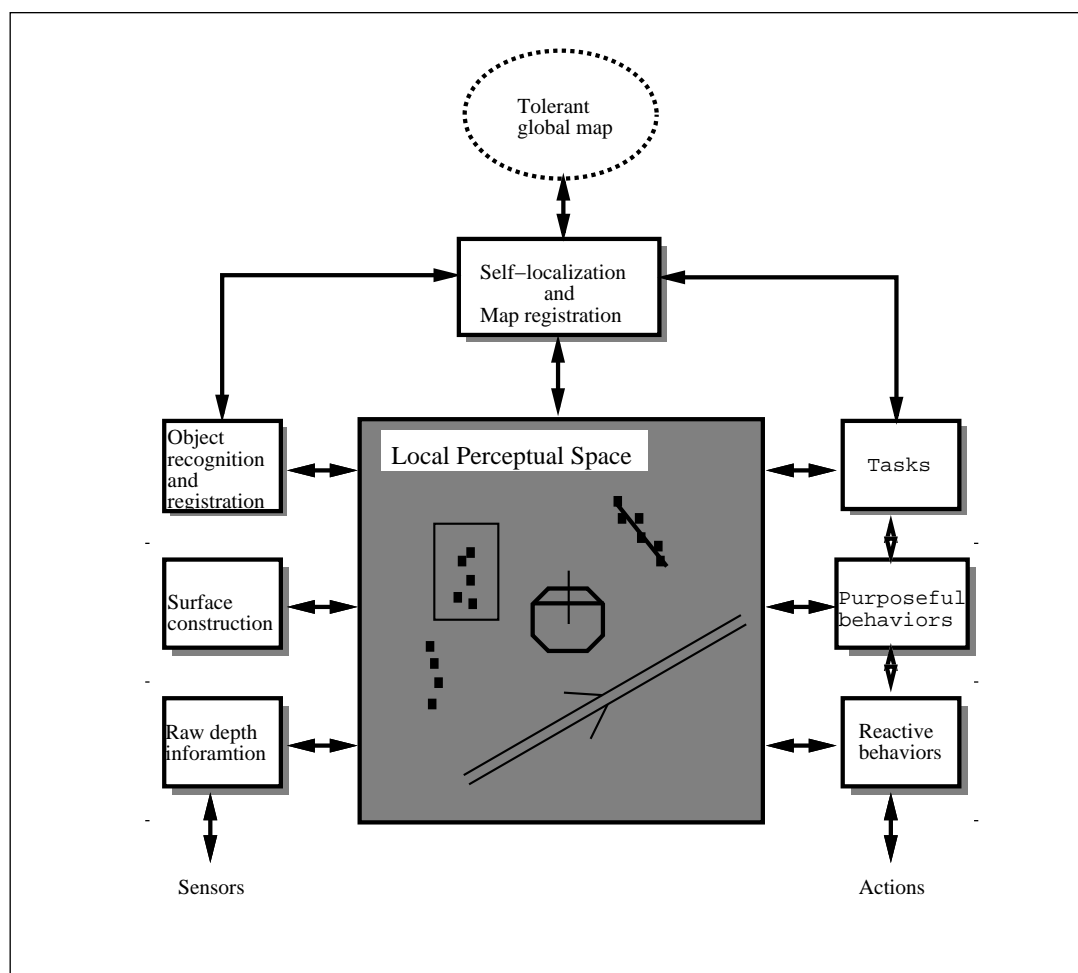 Tolerant
global map
Self−localization
and
Map registration
Object
recognition
and
registration
Local Perceptual Space
Tasks
Surface
construction
Purposeful
behaviors
Raw depth
inforamtion
Reactive
behaviors
Sensors
Actions